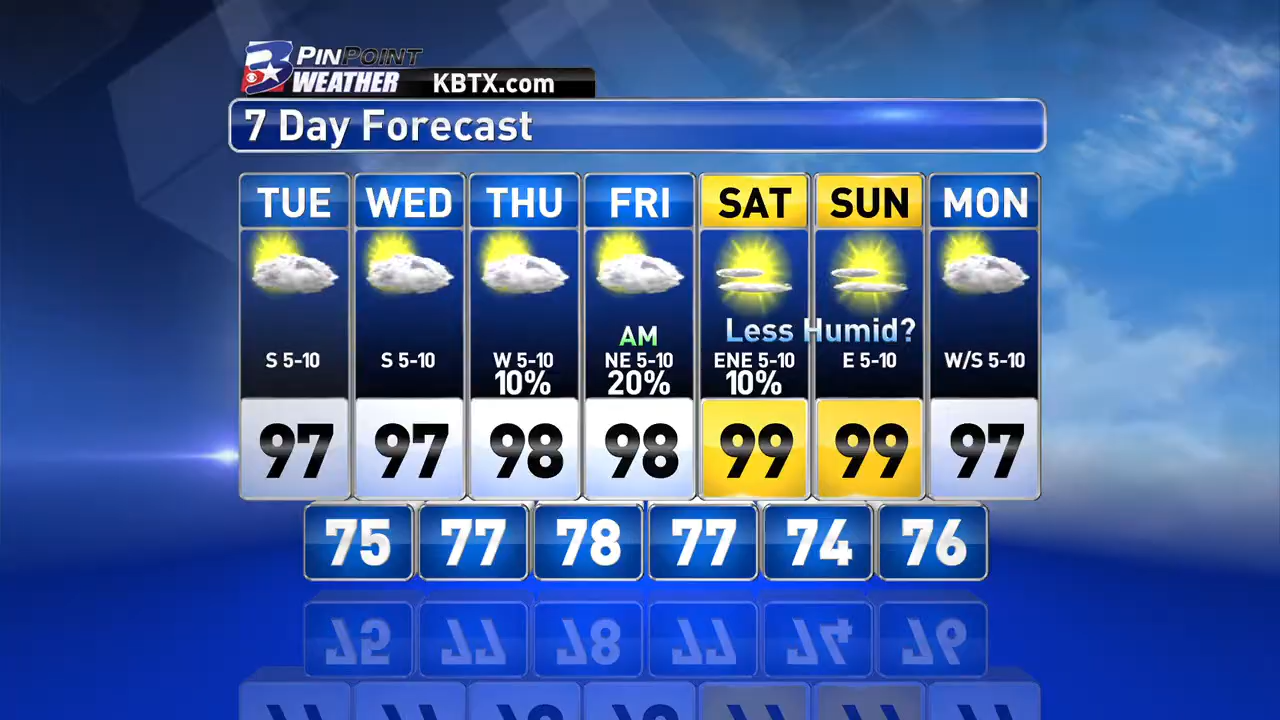 PINPOINT
WEATHER KBTX.com
7 Day Forecast
TUE WED THU FRI SAT SUN MON
AM Less Humid?
S 5-10 S 5-10 W 5-10 NE 5-10 ENE 5-10 E 5-10 W/S 5-10
10% 20% 10%
97 97 98 98 99 99 97
75 77 78 77 74 76